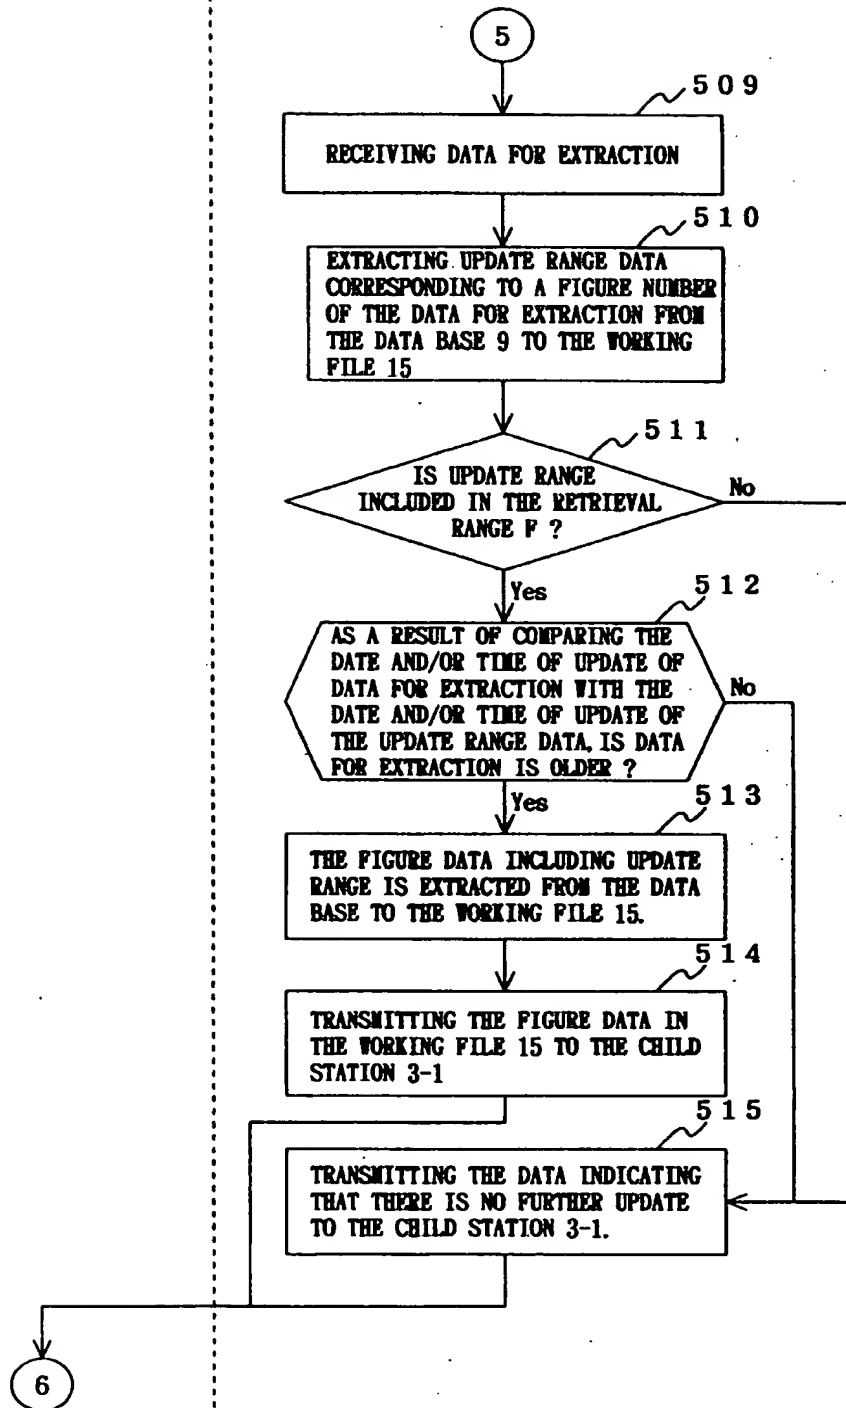 5
509
RECEIVING DATA FOR EXTRACTION
510
EXTRACTING UPDATE RANGE DATA
CORRESPONDING TO A FIGURE NUMBER
OF THE DATA FOR EXTRACTION FROM
THE DATA BASE 9 TO THE WORKING
FILE 15
511
IS UPDATE RANGE
INCLUDED IN THE RETRIEVAL
RANGE F ?
No
Yes
512
AS A RESULT OF COMPARING THE
DATE AND/OR TIME OF UPDATE OF
DATA FOR EXTRACTION WITH THE
DATE AND/OR TIME OF UPDATE OF
THE UPDATE RANGE DATA, IS DATA
FOR EXTRACTION IS OLDER ?
No
Yes
513
THE FIGURE DATA INCLUDING UPDATE
RANGE IS EXTRACTED FROM THE DATA
BASE TO THE WORKING FILE 15.
514
TRANSMITTING THE FIGURE DATA IN
THE WORKING FILE 15 TO THE CHILD
STATION 3-1
515
TRANSMITTING THE DATA INDICATING
THAT THERE IS NO FURTHER UPDATE
TO THE CHILD STATION 3-1.
6